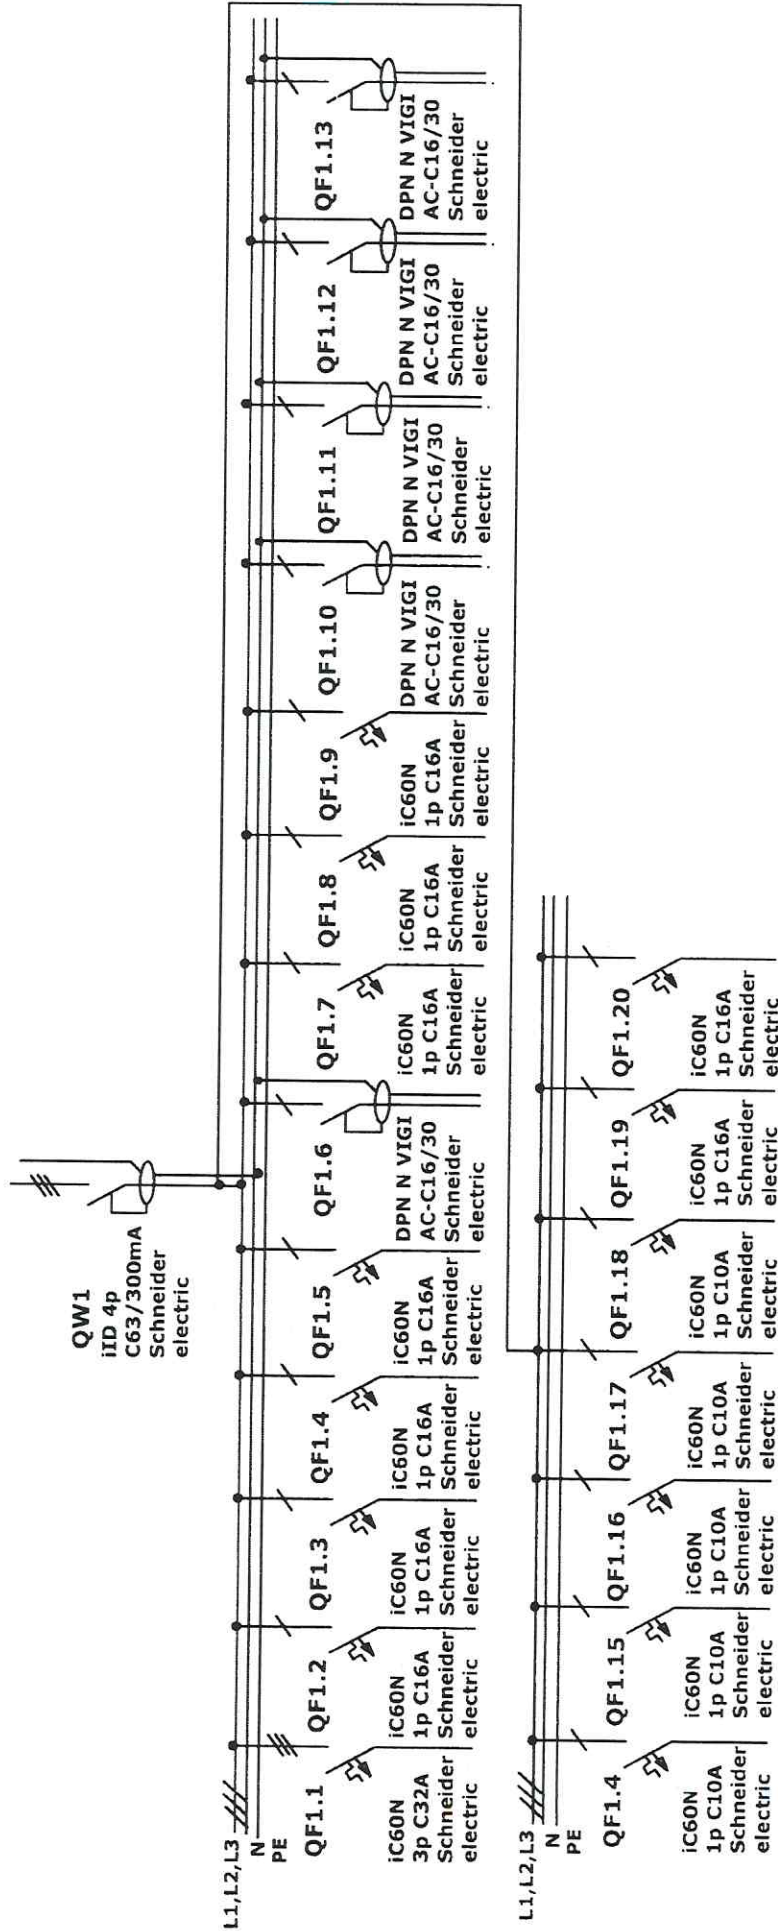 QW1
iID 4p
C63/300mA
Schneider
electric
L1,L2,L3
N
PE
QF1.1
iC60N
3p C32A
Schneider
electric
QF1.2
iC60N
1p C16A
Schneider
electric
QF1.3
iC60N
1p C16A
Schneider
electric
QF1.4
iC60N
1p C16A
Schneider
electric
QF1.5
iC60N
1p C16A
Schneider
electric
QF1.6
DPN N VIGI
AC-C16/30
Schneider
electric
QF1.7
iC60N
1p C16A
Schneider
electric
QF1.8
iC60N
1p C16A
Schneider
electric
QF1.9
iC60N
1p C16A
Schneider
electric
QF1.10
DPN N VIGI
AC-C16/30
Schneider
electric
QF1.11
DPN N VIGI
AC-C16/30
Schneider
electric
QF1.12
DPN N VIGI
AC-C16/30
Schneider
electric
QF1.13
DPN N VIGI
AC-C16/30
Schneider
electric
L1,L2,L3
N
PE
QF1.4
iC60N
1p C10A
Schneider
electric
QF1.15
iC60N
1p C10A
Schneider
electric
QF1.16
iC60N
1p C10A
Schneider
electric
QF1.17
iC60N
1p C10A
Schneider
electric
QF1.18
iC60N
1p C10A
Schneider
electric
QF1.19
iC60N
1p C16A
Schneider
electric
QF1.20
iC60N
1p C16A
Schneider
electric